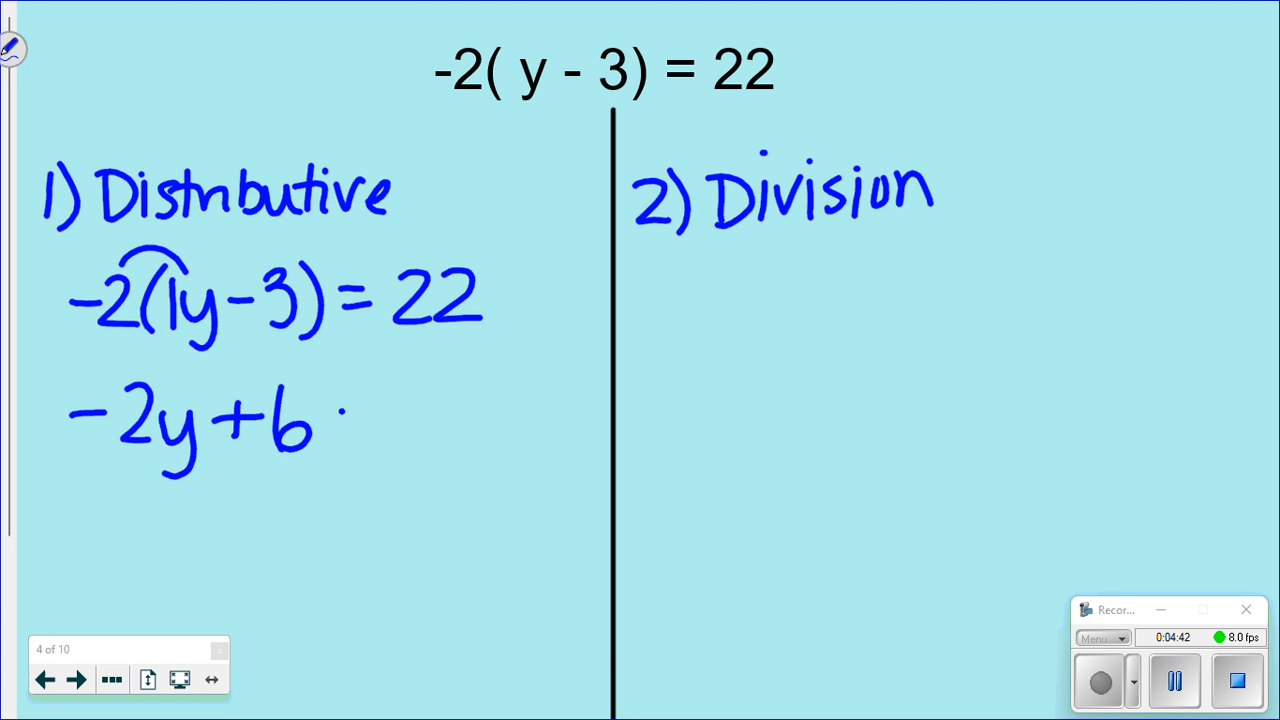 -2( y - 3) = 22
1) Distributive
-2(1y-3)=22
-2y+6
2) Division
4 of 10
Recor...
Menu
0:04:42
8.0 fps